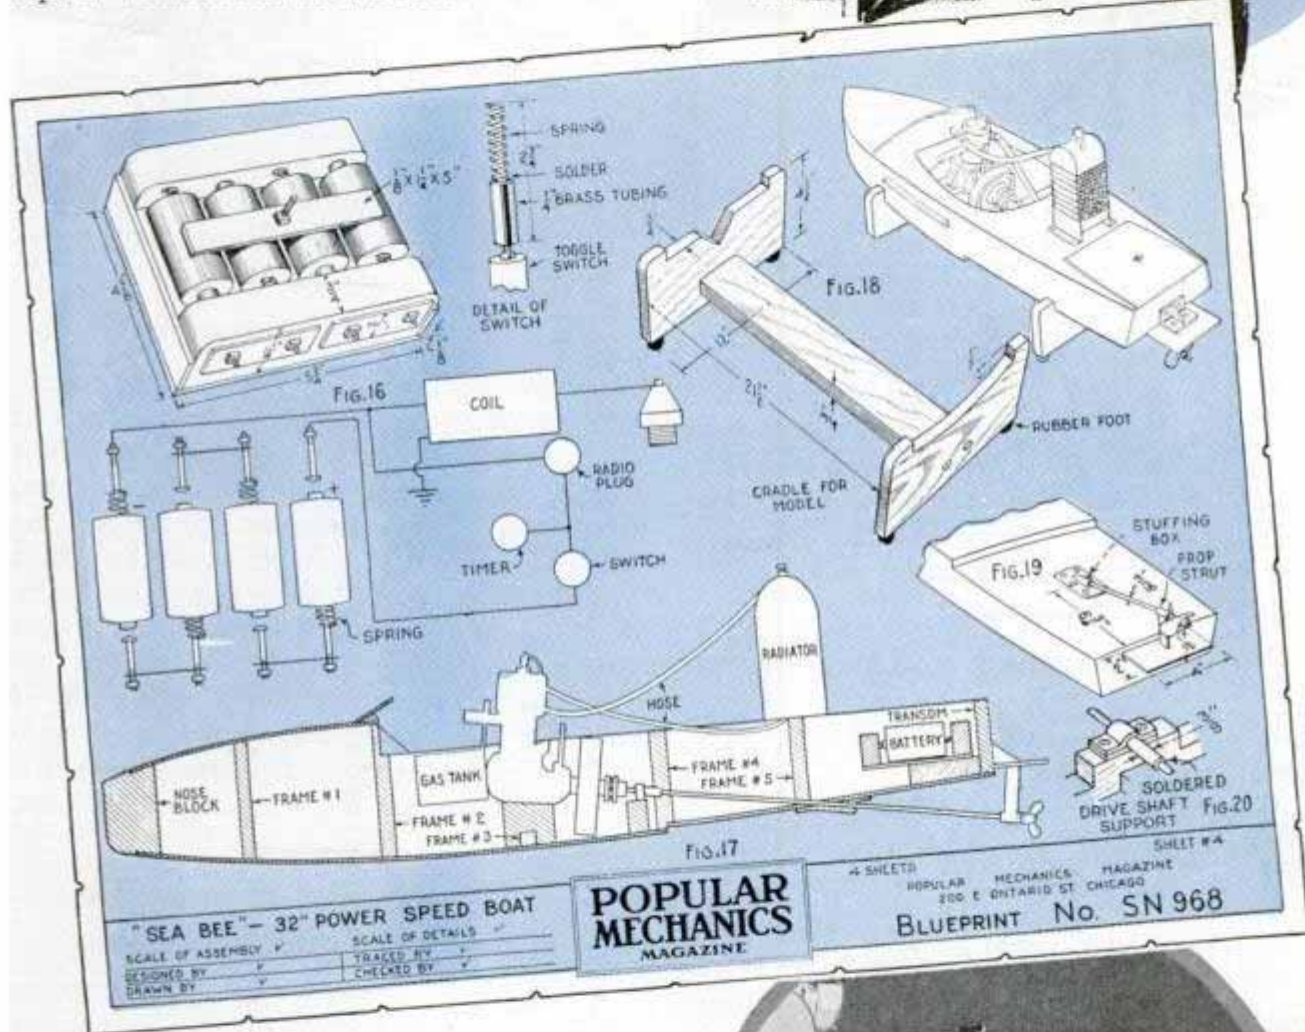 1/8" X 1 1/4" X 5"
FIG.16
SPRING
SOLDER
1/4" BRASS TUBING
TOGGLE
SWITCH
DETAIL OF
SWITCH
FIG.18
RUBBER FOOT
CRADLE FOR
MODEL
COIL
RADIO
PLUG
TIMER
SWITCH
-
+
SPRING
STUFFING
BOX
PROP
STRUT
FIG.19
RADIATOR
HOSE
TRANSOM
BATTERY
GAS TANK
NOSE
BLOCK
FRAME #1
FRAME #2
FRAME #3
FRAME #4
FRAME #5
FIG.17
SOLDERED
DRIVE SHAFT
SUPPORT
FIG.20
"SEA BEE" - 32" POWER SPEED BOAT
SCALE OF ASSEMBLY
SCALE OF DETAILS
DESIGNED BY
TRACED BY
DRAWN BY
CHECKED BY
POPULAR
MECHANICS
MAGAZINE
4 SHEETS
SHEET #4
POPULAR MECHANICS MAGAZINE
200 E ONTARIO ST. CHICAGO
BLUEPRINT No. SN 968